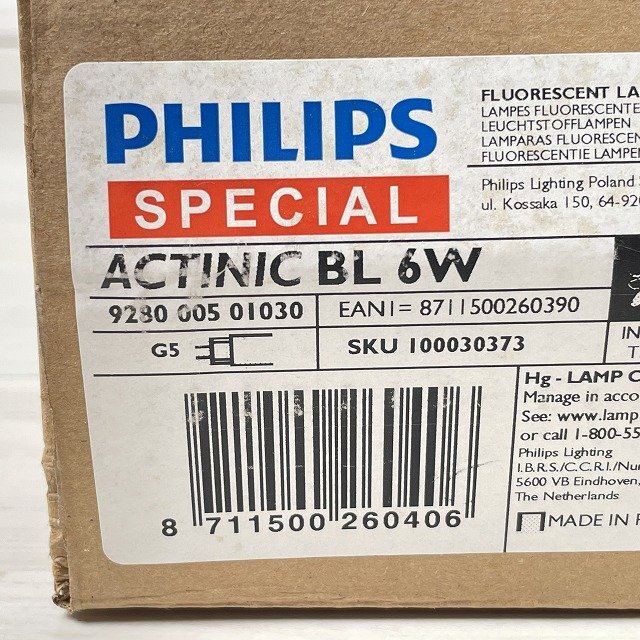 PHILIPS
SPECIAL
FLUORESCENT LA
LAMPES FLUORESCENTE
LEUCHTSTOFFLAMPEN
LAMPARAS FLUORESCEN
FLUORESCENTIE LAMPE
Philips Lighting Poland
ul. Kossaka 150, 64-92
ACTINIC BL 6W
9280 005 01030
EAN1= 8711500260390
G5
SKU 100030373
IN
T
Hg - LAMP C
Manage in acco
See: www.lamp
or call 1-800-55
Philips Lighting
I.B.R.S./C.C.R.I./Nu
5600 VB Eindhoven,
The Netherlands
MADE IN
8 711500 260406